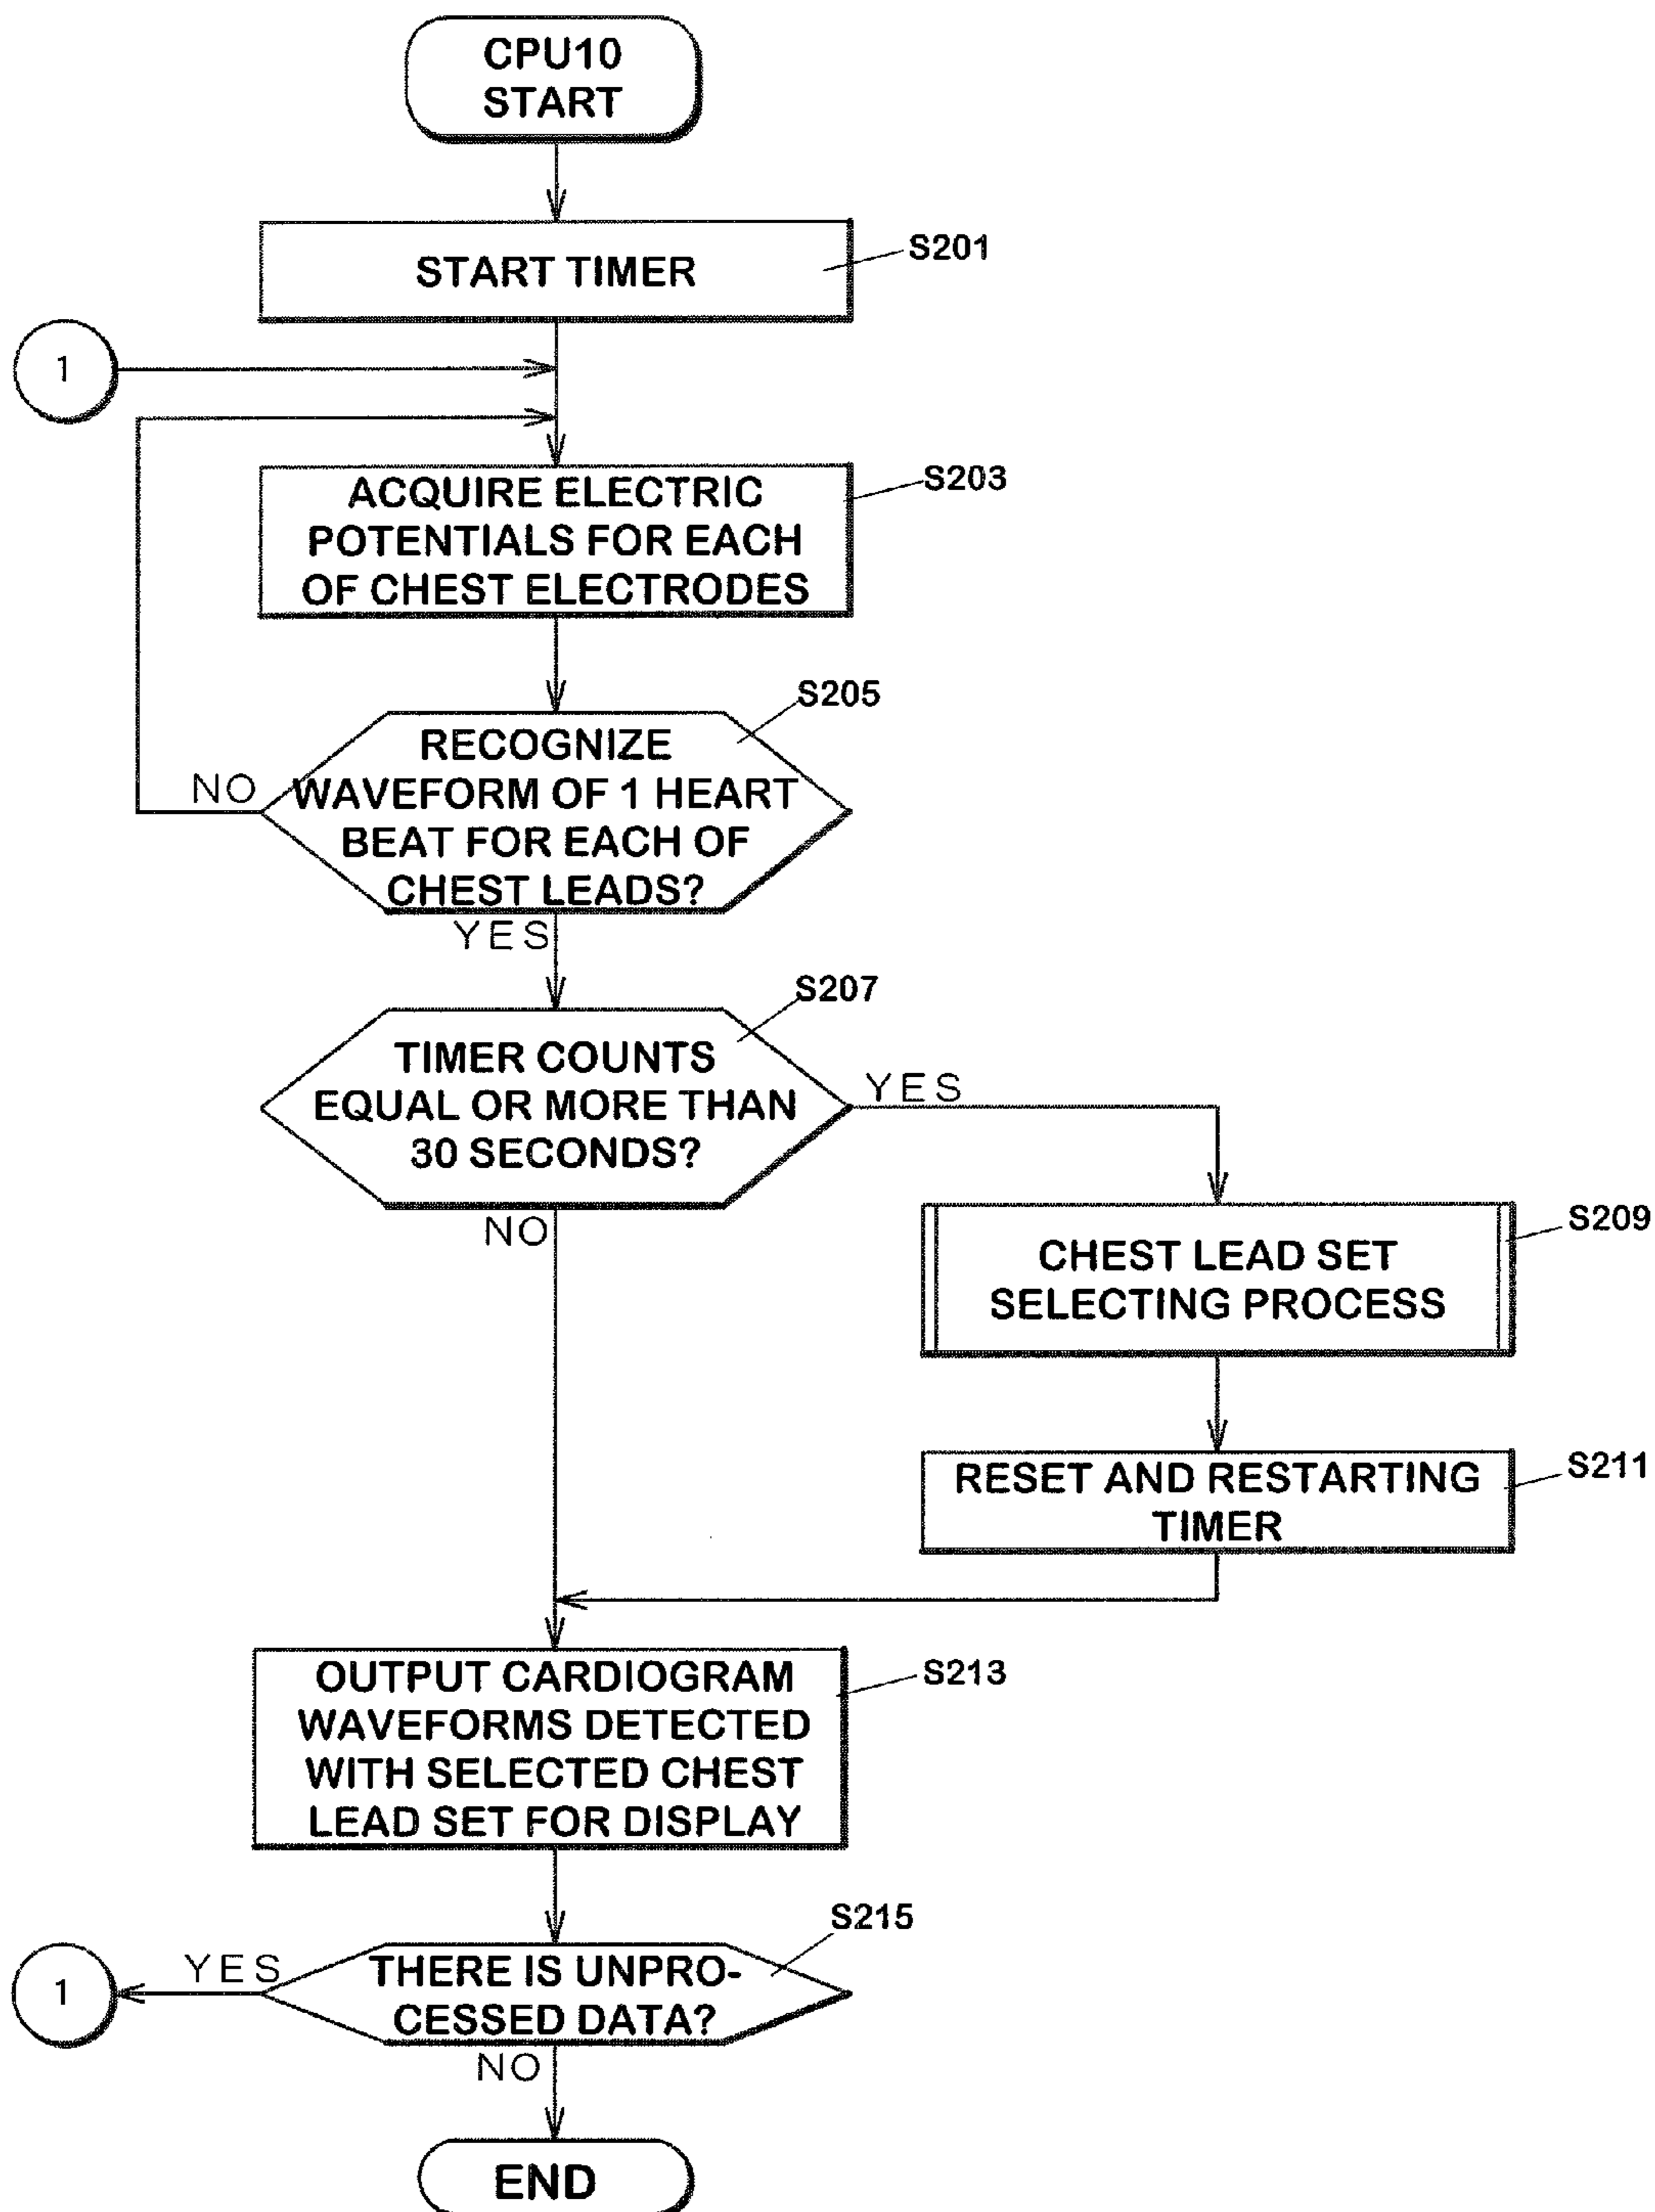 CPU10
START
START TIMER
S201
1
ACQUIRE ELECTRIC
POTENTIALS FOR EACH
OF CHEST ELECTRODES
S203
S205
RECOGNIZE
WAVEFORM OF 1 HEART
BEAT FOR EACH OF
CHEST LEADS?
NO
YES
S207
TIMER COUNTS
EQUAL OR MORE THAN
30 SECONDS?
YES
NO
S209
CHEST LEAD SET
SELECTING PROCESS
S211
RESET AND RESTARTING
TIMER
OUTPUT CARDIOGRAM
WAVEFORMS DETECTED
WITH SELECTED CHEST
LEAD SET FOR DISPLAY
S213
S215
THERE IS UNPRO-
CESSED DATA?
YES
1
NO
END